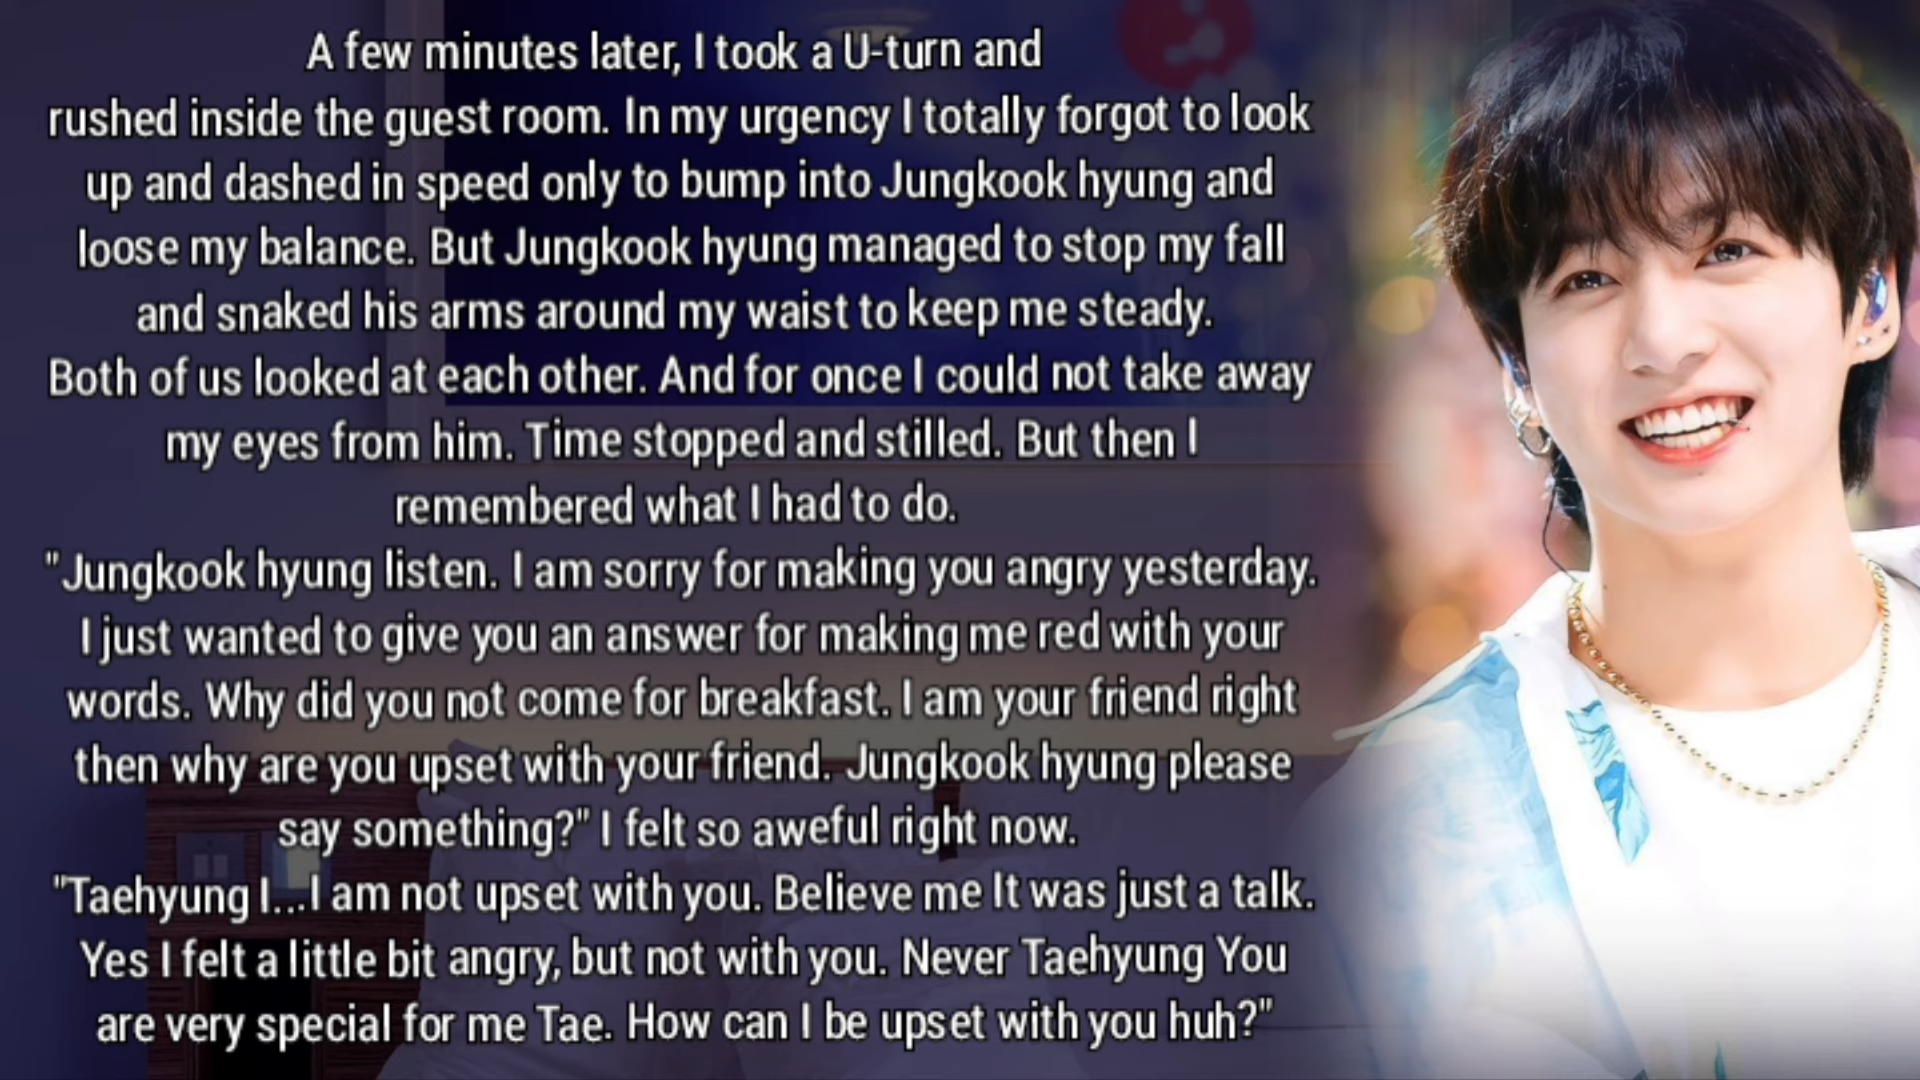 A few minutes later, I took a U-turn and
rushed inside the guest room. In my urgency I totally forgot to look
up and dashed in speed only to bump into Jungkook hyung and
loose my balance. But Jungkook hyung managed to stop my fall
and snaked his arms around my waist to keep me steady.
Both of us looked at each other. And for once I could not take away
my eyes from him. Time stopped and stilled. But then I
remembered what I had to do.
"Jungkook hyung listen. I am sorry for making you angry yesterday.
I just wanted to give you an answer for making me red with your
words. Why did you not come for breakfast. I am your friend right
then why are you upset with your friend. Jungkook hyung please
say something?" I felt so aweful right now.
"Taehyung I...I am not upset with you. Believe me It was just a talk.
Yes I felt a little bit angry, but not with you. Never Taehyung You
are very special for me Tae. How can I be upset with you huh?"